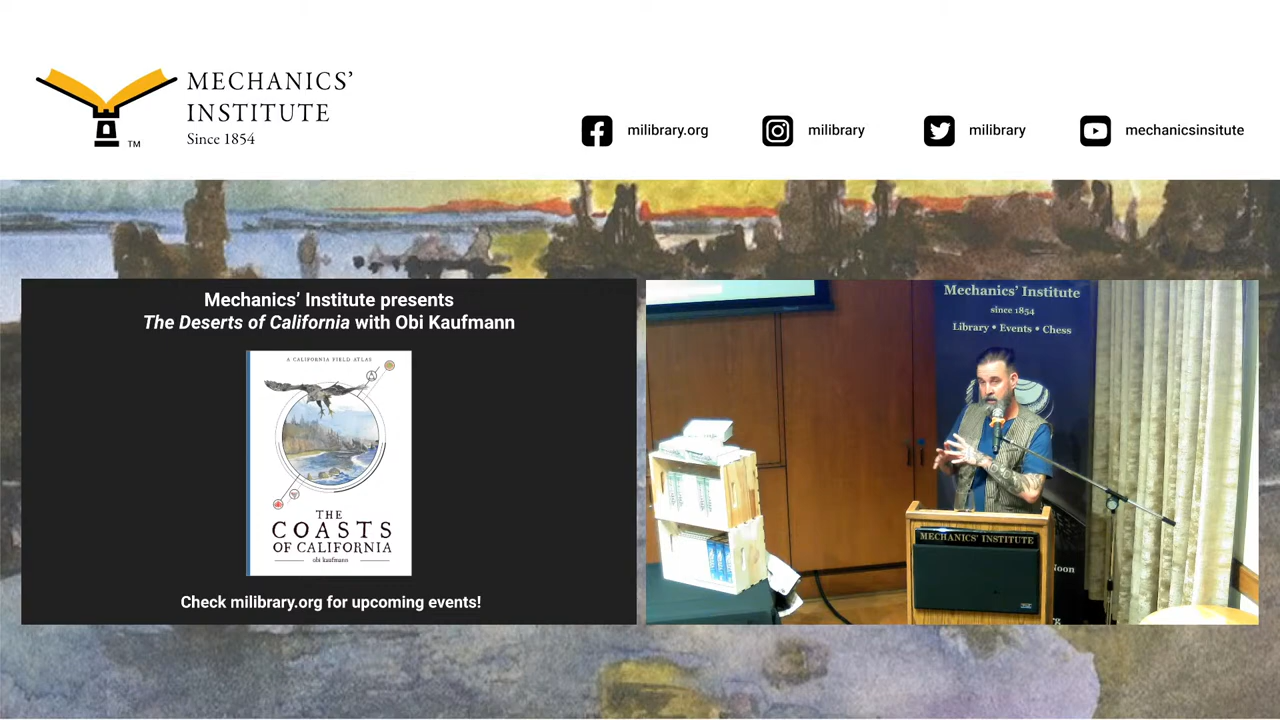 MECHANICS'
INSTITUTE
Since 1854
TM
milibrary.org
milibrary
milibrary
mechanicsinsitute
Mechanics' Institute presents
The Deserts of California with Obi Kaufmann
A CALIFORNIA FIELD ATLAS
THE
COASTS
OF CALIFORNIA
obi kaufmann
Check milibrary.org for upcoming events!
Mechanics' Institute
since 1854
Library • Events • Chess
MECHANICS' INSTITUTE
Noon